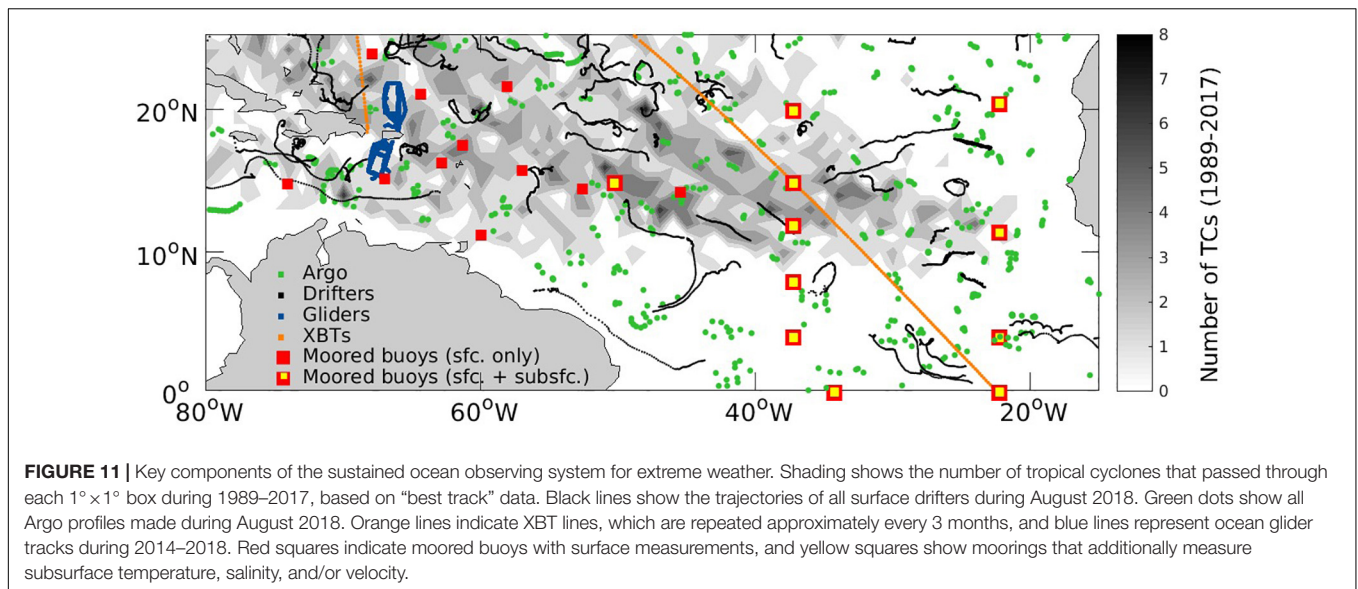 20°N
10°N
0°
80°W
60°W
40°W
20°W
Argo
Drifters
Gliders
XBTs
Moored buoys (sfc. only)
Moored buoys (sfc. + subsfc.)
8
7
6
5
4
3
2
1
0
Number of TCs (1989-2017)
FIGURE 11 | Key components of the sustained ocean observing system for extreme weather. Shading shows the number of tropical cyclones that passed through
each 1° × 1° box during 1989–2017, based on “best track” data. Black lines show the trajectories of all surface drifters during August 2018. Green dots show all
Argo profiles made during August 2018. Orange lines indicate XBT lines, which are repeated approximately every 3 months, and blue lines represent ocean glider
tracks during 2014–2018. Red squares indicate moored buoys with surface measurements, and yellow squares show moorings that additionally measure
subsurface temperature, salinity, and/or velocity.